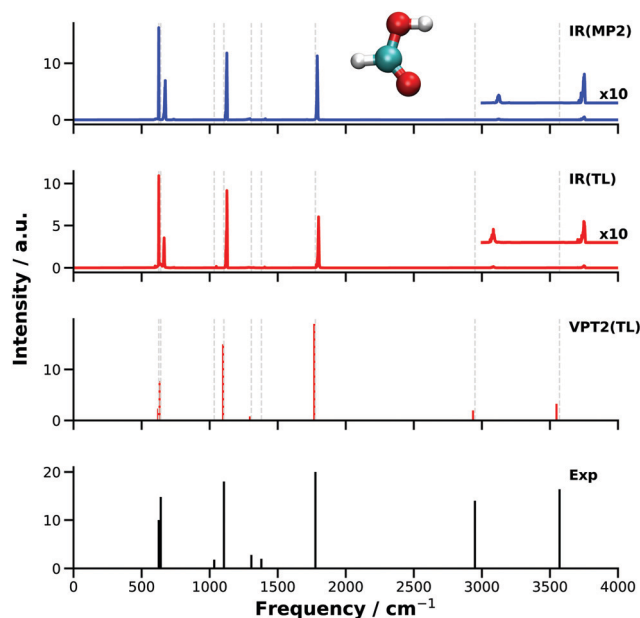 IR(MP2)
10
0
x10
IR(TL)
10
5
0
x10
Intensity / a.u.
VPT2(TL)
10
0
Exp
20
10
0
0 500 1000 1500 2000 2500 3000 3500 4000
Frequency / cm⁻¹